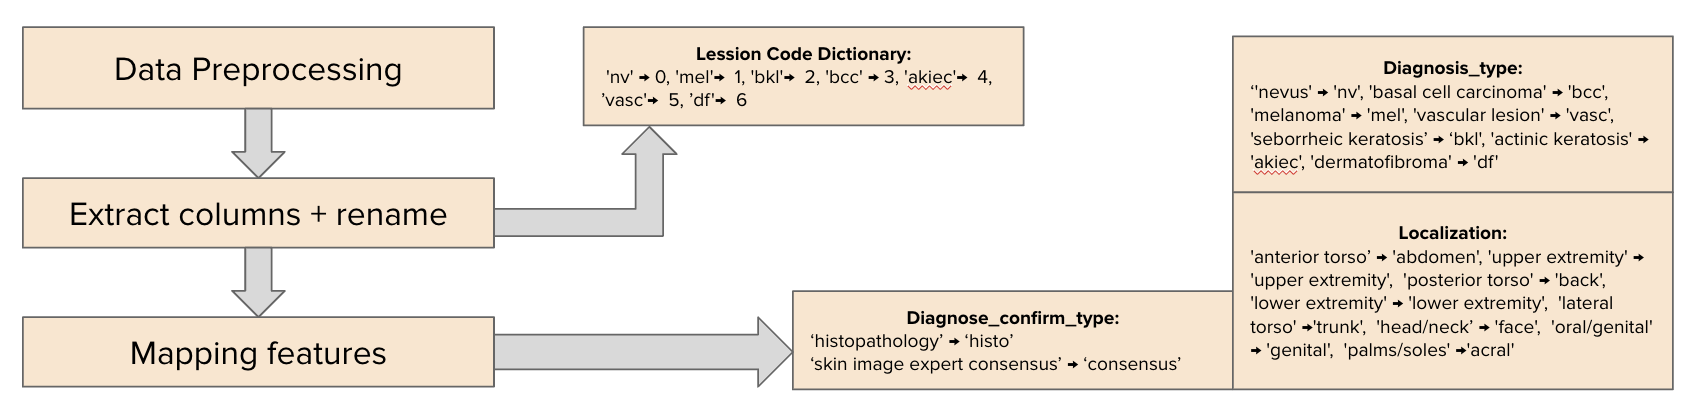 Data Preprocessing
Extract columns + rename
Mapping features
Lession Code Dictionary:
'nv' → 0, 'mel'→ 1, 'bkl'→ 2, 'bcc' → 3, 'akiec'→ 4,
’vasc'→ 5, ’df'→ 6
Diagnose_confirm_type:
‘histopathology’ → ‘histo’
‘skin image expert consensus’ → ‘consensus’
Diagnosis_type:
‘'nevus' → 'nv', 'basal cell carcinoma' → 'bcc',
'melanoma' → 'mel', 'vascular lesion' → 'vasc',
'seborrheic keratosis’ → ‘bkl', 'actinic keratosis' →
'akiec', 'dermatofibroma' → 'df'
Localization:
'anterior torso’ → 'abdomen', 'upper extremity' →
'upper extremity', 'posterior torso' → 'back',
'lower extremity' → 'lower extremity', 'lateral
torso' →'trunk', 'head/neck’ → 'face', 'oral/genital'
→ 'genital', 'palms/soles' →'acral'